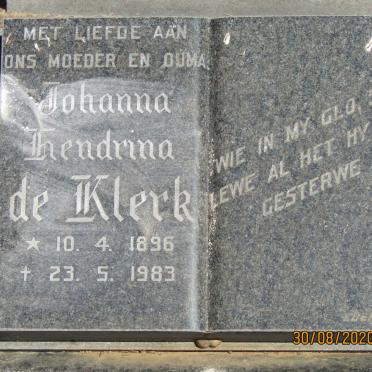 MET LIEFDE AAN
ONS MOEDER EN OUMA
Johanna
Hendrina
de Klerk
* 10. 4. 1896
† 23. 5. 1983
WIE IN MY GLO,
LEWE AL HET HY
GESTERWE
30/08/2020